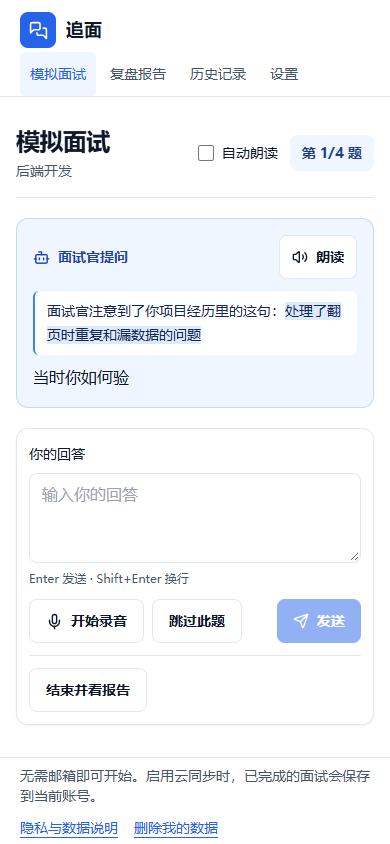 追面
模拟面试 复盘报告 历史记录 设置
模拟面试
后端开发
自动朗读
第 1/4 题
面试官提问
朗读
面试官注意到了你项目经历里的这句：处理了翻
页时重复和漏数据的问题
当时你如何验
你的回答
输入你的回答
Enter 发送 · Shift+Enter 换行
开始录音 跳过此题 发送
结束并看报告
无需邮箱即可开始。启用云同步时，已完成的面试会保存
到当前账号。
隐私与数据说明 删除我的数据